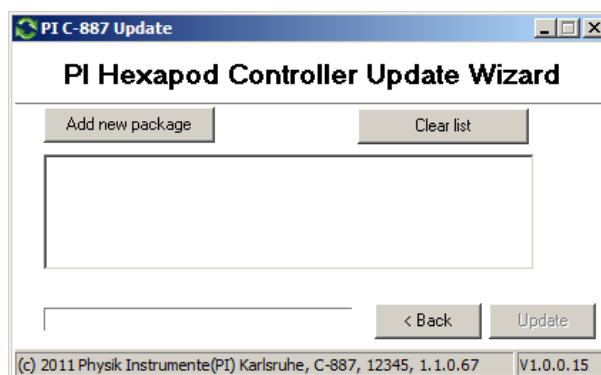 PI C-887 Update
PI Hexapod Controller Update Wizard
Add new package Clear list
< Back Update
(c) 2011 Physik Instrumente(PI) Karlsruhe, C-887, 12345, 1.1.0.67 V1.0.0.15